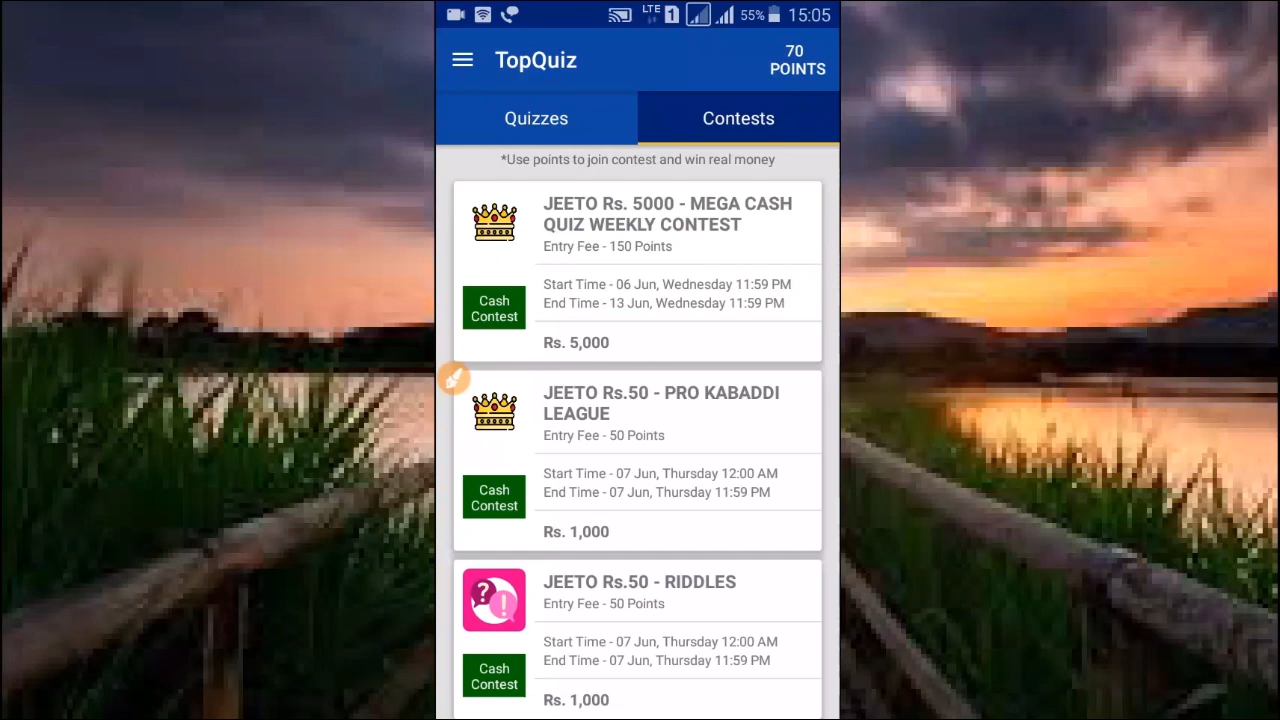 LTE 1 55% 15:05
TopQuiz
70
POINTS
Quizzes
Contests
*Use points to join contest and win real money
JEETO Rs. 5000 - MEGA CASH
QUIZ WEEKLY CONTEST
Entry Fee - 150 Points
Start Time - 06 Jun, Wednesday 11:59 PM
End Time - 13 Jun, Wednesday 11:59 PM
Cash
Contest
Rs. 5,000
JEETO Rs.50 - PRO KABADDI
LEAGUE
Entry Fee - 50 Points
Start Time - 07 Jun, Thursday 12:00 AM
End Time - 07 Jun, Thursday 11:59 PM
Cash
Contest
Rs. 1,000
? !
JEETO Rs.50 - RIDDLES
Entry Fee - 50 Points
Start Time - 07 Jun, Thursday 12:00 AM
End Time - 07 Jun, Thursday 11:59 PM
Cash
Contest
Rs. 1,000